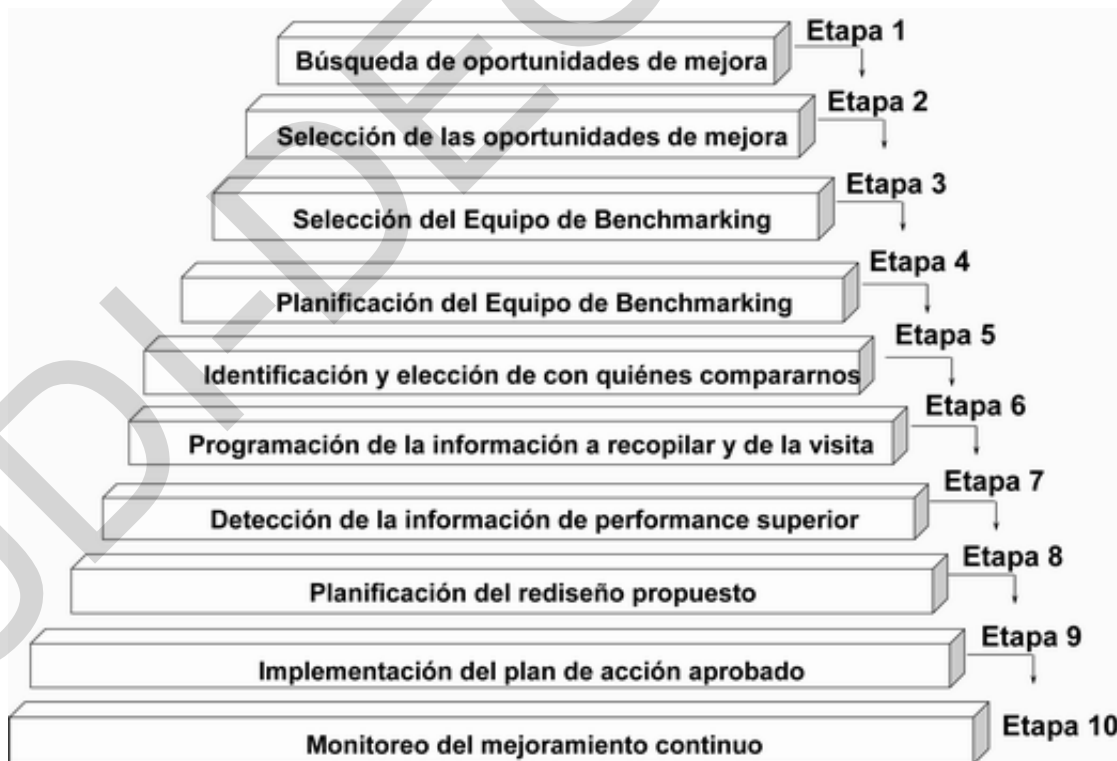 Etapa 1
Búsqueda de oportunidades de mejora
Etapa 2
Selección de las oportunidades de mejora
Etapa 3
Selección del Equipo de Benchmarking
Etapa 4
Planificación del Equipo de Benchmarking
Etapa 5
Identificación y elección de con quiénes compararnos
Etapa 6
Programación de la información a recopilar y de la visita
Etapa 7
Detección de la información de performance superior
Etapa 8
Planificación del rediseño propuesto
Etapa 9
Implementación del plan de acción aprobado
Etapa 10
Monitoreo del mejoramiento continuo